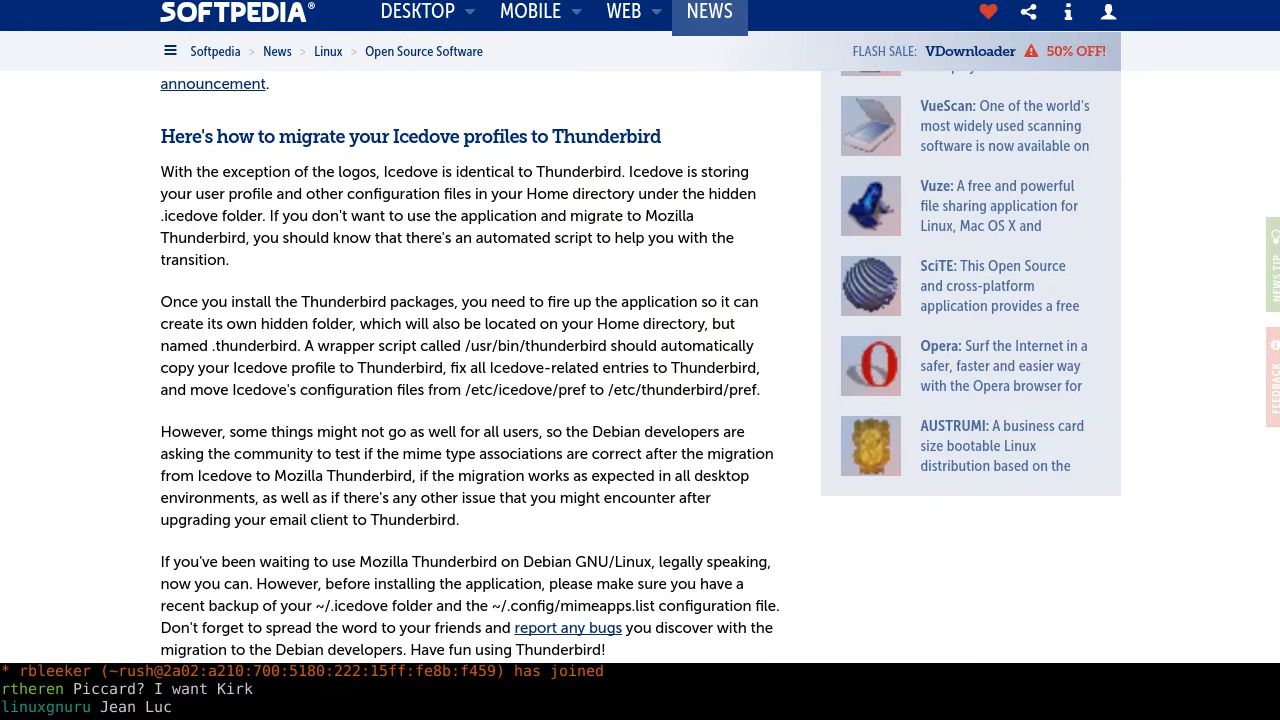 SOFTPEDIA®
DESKTOP MOBILE WEB NEWS
Softpedia > News > Linux > Open Source Software
FLASH SALE: VDownloader 50% OFF!
announcement.
Here's how to migrate your Icedove profiles to Thunderbird
With the exception of the logos, Icedove is identical to Thunderbird. Icedove is storing
your user profile and other configuration files in your Home directory under the hidden
.icedove folder. If you don't want to use the application and migrate to Mozilla
Thunderbird, you should know that there's an automated script to help you with the
transition.
Once you install the Thunderbird packages, you need to fire up the application so it can
create its own hidden folder, which will also be located on your Home directory, but
named .thunderbird. A wrapper script called /usr/bin/thunderbird should automatically
copy your Icedove profile to Thunderbird, fix all Icedove-related entries to Thunderbird,
and move Icedove's configuration files from /etc/icedove/pref to /etc/thunderbird/pref.
However, some things might not go as well for all users, so the Debian developers are
asking the community to test if the mime type associations are correct after the migration
from Icedove to Mozilla Thunderbird, if the migration works as expected in all desktop
environments, as well as if there's any other issue that you might encounter after
upgrading your email client to Thunderbird.
If you've been waiting to use Mozilla Thunderbird on Debian GNU/Linux, legally speaking,
now you can. However, before installing the application, please make sure you have a
recent backup of your ~/.icedove folder and the ~/.config/mimeapps.list configuration file.
Don't forget to spread the word to your friends and report any bugs you discover with the
migration to the Debian developers. Have fun using Thunderbird!
VueScan: One of the world's
most widely used scanning
software is now available on
Vuze: A free and powerful
file sharing application for
Linux, Mac OS X and
SciTE: This Open Source
and cross-platform
application provides a free
Opera: Surf the Internet in a
safer, faster and easier way
with the Opera browser for
AUSTRUMI: A business card
size bootable Linux
distribution based on the
NEWS TIP
FEEDBACK
* rbleeker (~rush@2a02:a210:700:5180:222:15ff:fe8b:f459) has joined
rtheren Piccard? I want Kirk
linuxgnuru Jean Luc